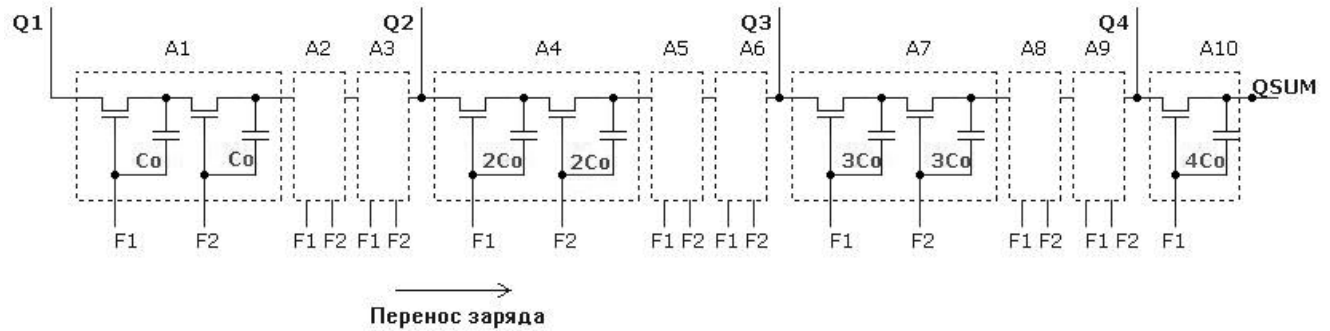 Q1 Q2 Q3 Q4
A1 A2 A3 A4 A5 A6 A7 A8 A9 A10
QSUM
Co Co 2Co 2Co 3Co 3Co 4Co
F1 F2 F1 F2 F1 F2 F1 F2 F1 F2 F1 F2 F1 F2 F1 F2 F1 F2 F1
Перенос заряда